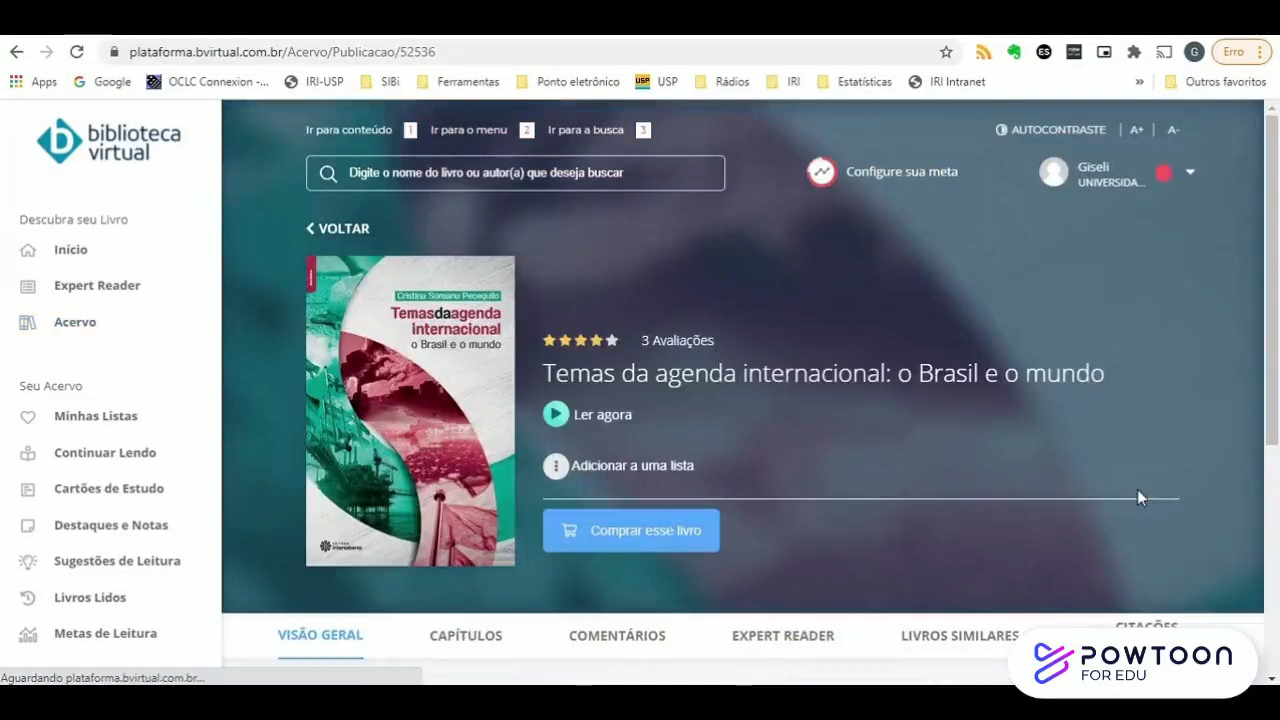 plataforma.bvirtual.com.br/Acervo/Publicacao/52536
G
Erro
Apps
Google
OCLC Connexion -...
IRI-USP
SIBi
Ferramentas
Ponto eletrônico
USP
Rádios
IRI
Estatísticas
IRI Intranet
»
Outros favoritos
biblioteca
virtual
Ir para conteúdo 1
Ir para o menu 2
Ir para a busca 3
AUTOCONTRASTE | A+ | A-
Digite o nome do livro ou autor(a) que deseja buscar
Configure sua meta
Giseli
UNIVERSIDA...
Descubra seu Livro
Início
Expert Reader
Acervo
Seu Acervo
Minhas Listas
Continuar Lendo
Cartões de Estudo
Destaques e Notas
Sugestões de Leitura
Livros Lidos
Metas de Leitura
VOLTAR
Cristina Soreanu Pecequilo
Temasdaagenda
internacional
o Brasil e o mundo
3 Avaliações
Temas da agenda internacional: o Brasil e o mundo
Ler agora
Adicionar a uma lista
Comprar esse livro
VISÃO GERAL
CAPÍTULOS
COMENTÁRIOS
EXPERT READER
LIVROS SIMILARES
CITAÇÕES
Aguardando plataforma.bvirtual.com.br...
POWTOON
FOR EDU